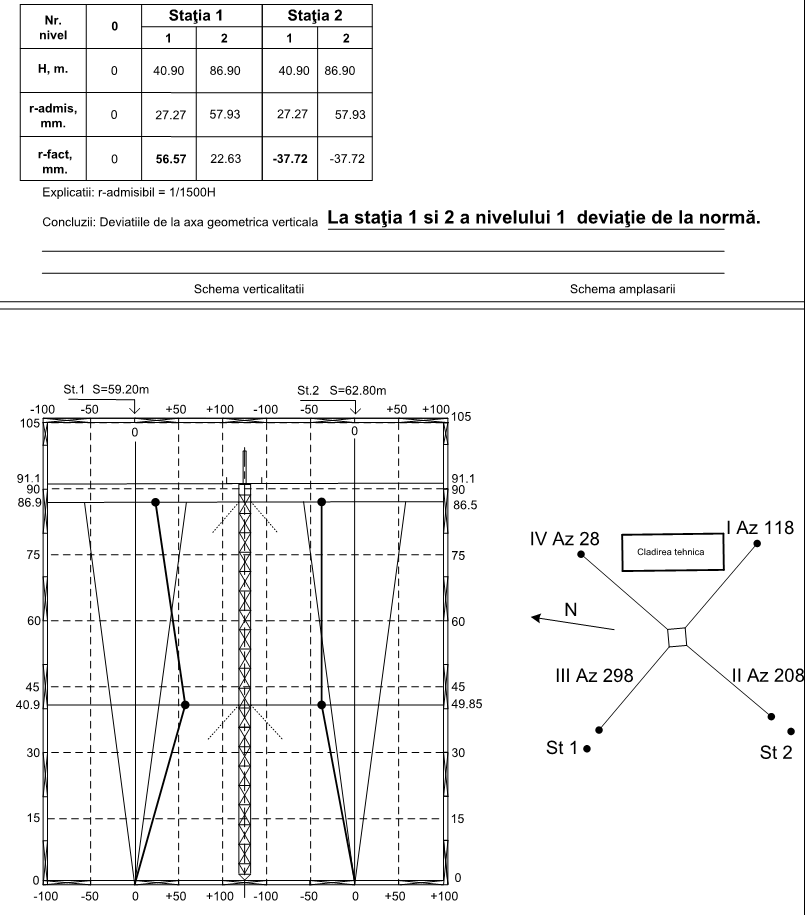 Nr. nivel 0 Staţia 1 Staţia 2
1 2 1 2
H, m. 0 40.90 86.90 40.90 86.90
r-admis, mm. 0 27.27 57.93 27.27 57.93
r-fact, mm. 0 56.57 22.63 -37.72 -37.72
Explicatii: r-admisibil = 1/1500H
Concluzii: Deviatiile de la axa geometrica verticala La staţia 1 si 2 a nivelului 1 deviaţie de la normă.
Schema verticalitatii Schema amplasarii
St.1 S=59.20m St.2 S=62.80m
-100 -50 +50 +100 -100 -50 +50 +100
105 0 0 105
91.1 91.1
90 90
86.9 86.5
75 75
60 60
45 45
40.9 49.85
30 30
15 15
0 0
-100 -50 0 +50 +100 -100 -50 0 +50 +100
I Az 118
IV Az 28
Cladirea tehnica
N
III Az 298 II Az 208
St 1 St 2